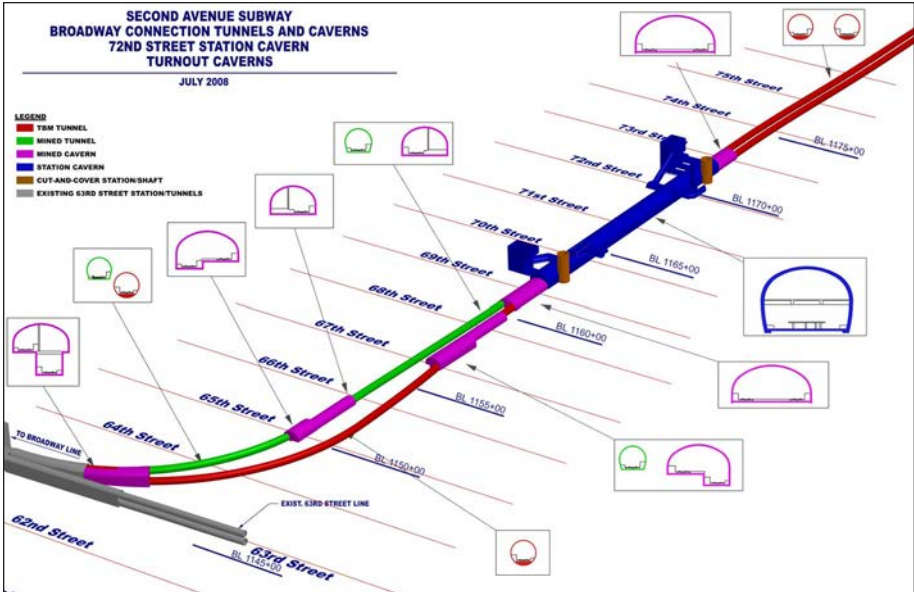 SECOND AVENUE SUBWAY
BROADWAY CONNECTION TUNNELS AND CAVERNS
72ND STREET STATION CAVERN
TURNOUT CAVERNS
JULY 2008
LEGEND
TBM TUNNEL
MINED TUNNEL
MINED CAVERN
STATION CAVERN
CUT-AND-COVER STATION/SHAFT
EXISTING 63RD STREET STATION/TUNNELS
75th Street
74th Street
73rd St
72nd Street
71st Street
70th Street
69th Street
68th Street
67th Street
66th Street
65th Street
64th Street
63rd Street
62nd Street
BL 1175+00
BL 1170+00
BL 1165+00
BL 1160+00
BL 1155+00
BL 1150+00
BL 1145+00
TO BROADWAY LINE
EXIST. 63RD STREET LINE